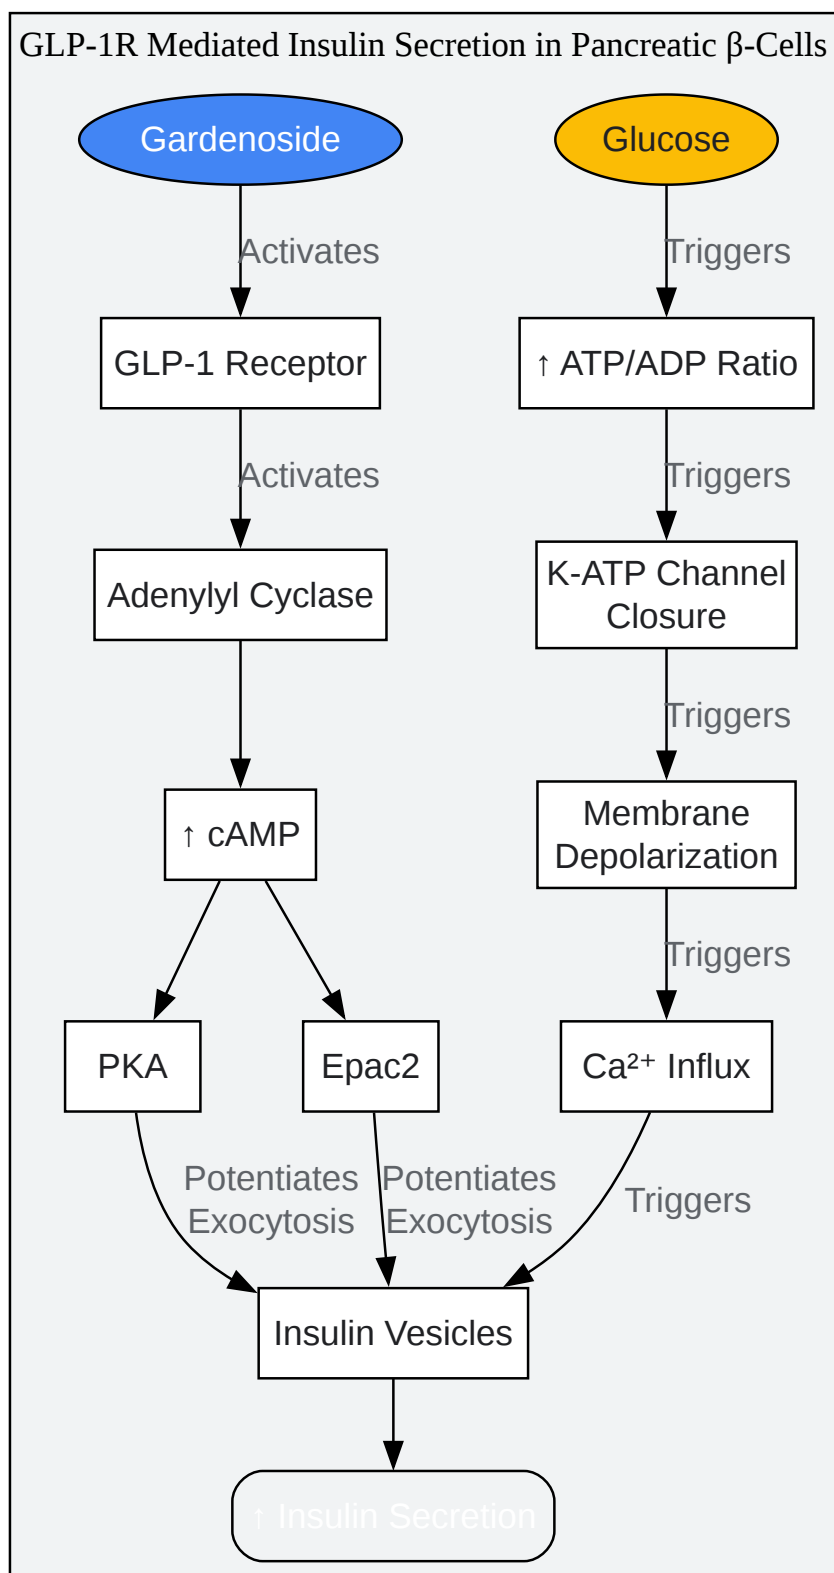 GLP-1R Mediated Insulin Secretion in Pancreatic β-Cells
Gardenoside
Glucose
Activates
Triggers
GLP-1 Receptor
↑ ATP/ADP Ratio
Activates
Triggers
Adenylyl Cyclase
K-ATP Channel
Closure
Triggers
↑ cAMP
Membrane
Depolarization
Triggers
PKA
Epac2
Ca²⁺ Influx
Potentiates
Exocytosis
Potentiates
Exocytosis
Triggers
Insulin Vesicles
↑ Insulin Secretion